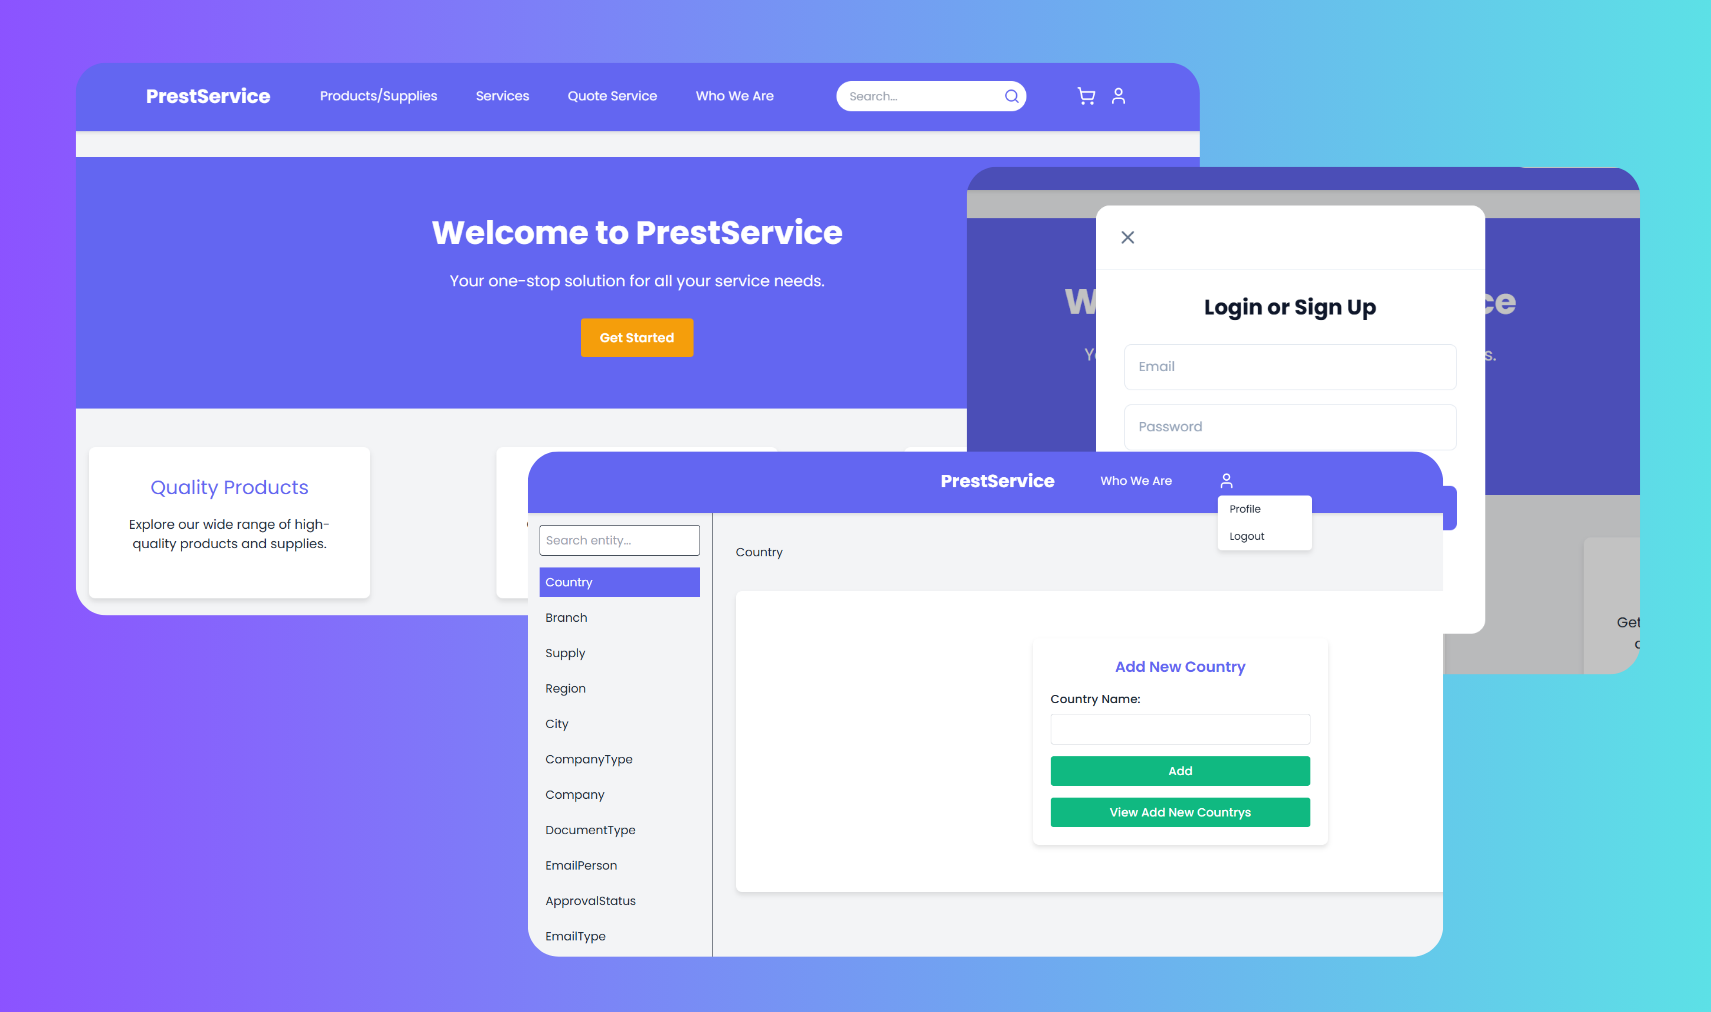 PrestService
Products/Supplies
Services
Quote Service
Who We Are
Search...
Welcome to PrestService
Your one-stop solution for all your service needs.
Get Started
Quality Products
Explore our wide range of high-
quality products and supplies.
Login or Sign Up
Email
Password
Get
PrestService
Who We Are
Profile
Logout
Search entity...
Country
Branch
Supply
Region
City
CompanyType
Company
DocumentType
EmailPerson
ApprovalStatus
EmailType
Country
Add New Country
Country Name:
Add
View Add New Countrys